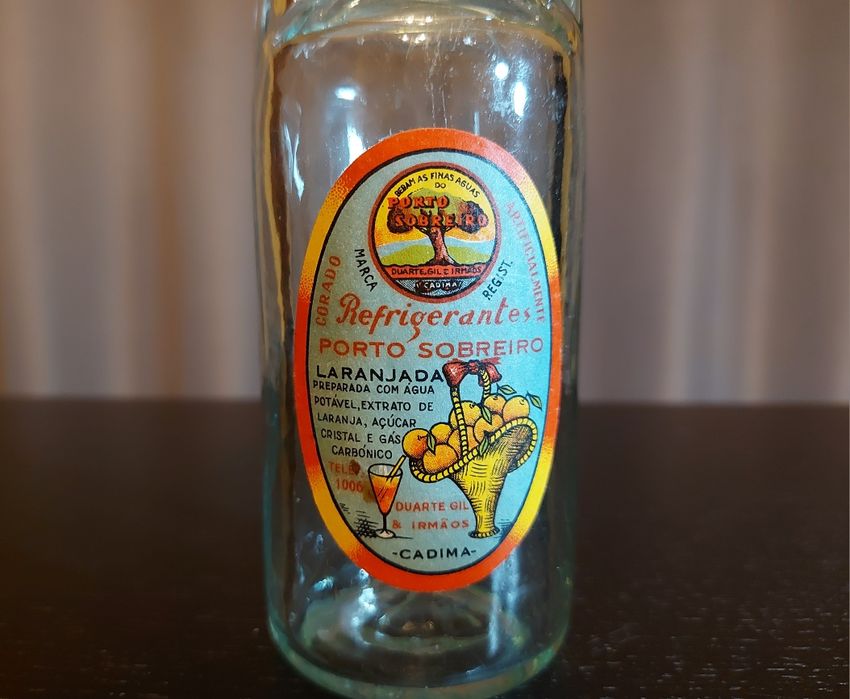 BEBAM AS FINAS AGUAS
DO
PORTO
SOBREIRO
DUARTE, GIL E IRMÃOS
CADIMA
MARCA
REGIST.
CORADO
ARTIFICIALMENTE
Refrigerantes
PORTO SOBREIRO
LARANJADA
PREPARADA COM ÁGUA
POTÁVEL, EXTRATO DE
LARANJA, AÇÚCAR
CRISTAL E GÁS
CARBÓNICO
TELEF.
1006
DUARTE GIL
& IRMÃOS
-CADIMA-